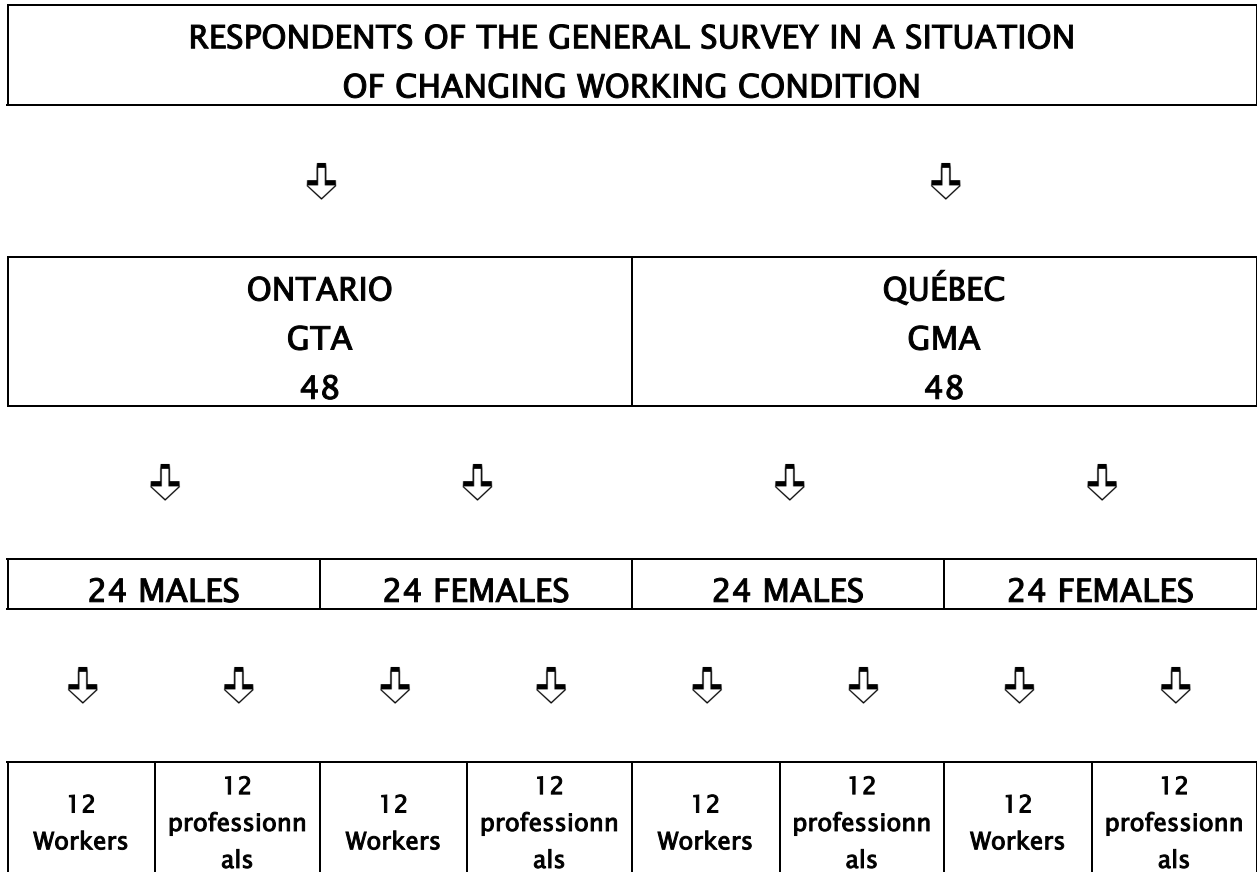 RESPONDENTS OF THE GENERAL SURVEY IN A SITUATION
OF CHANGING WORKING CONDITION
ONTARIO
GTA
48
QUÉBEC
GMA
48
24 MALES
24 FEMALES
24 MALES
24 FEMALES
12
Workers
12
professionn
als
12
Workers
12
professionn
als
12
Workers
12
professionn
als
12
Workers
12
professionn
als